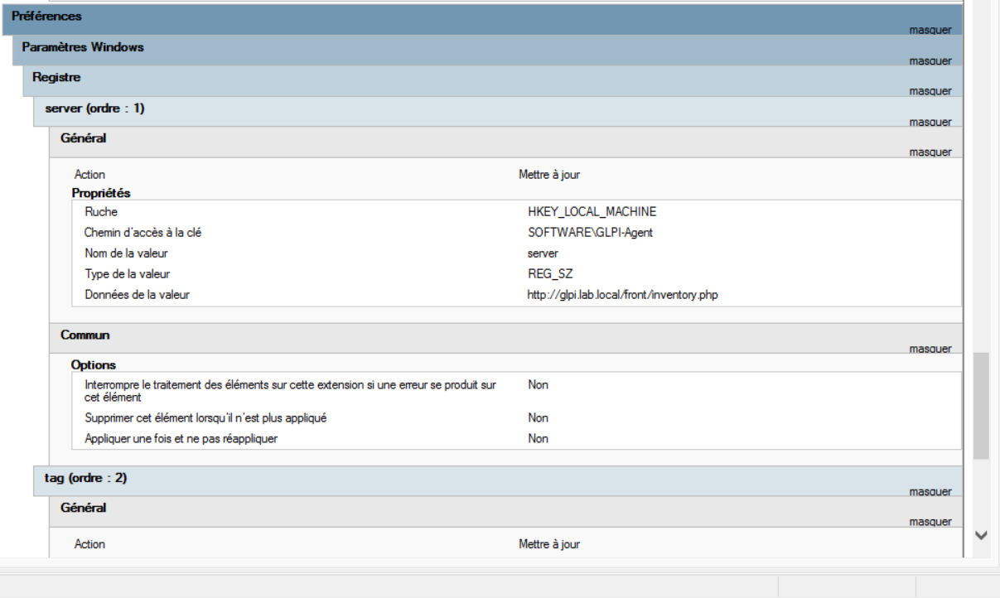 Préférences
masquer
Paramètres Windows
masquer
Registre
masquer
server (ordre : 1)
masquer
Général
masquer
Action Mettre à jour
Propriétés
Ruche HKEY_LOCAL_MACHINE
Chemin d'accès à la clé SOFTWARE\GLPI-Agent
Nom de la valeur server
Type de la valeur REG_SZ
Données de la valeur http://glpi.lab.local/front/inventory.php
Commun
masquer
Options
Interrompre le traitement des éléments sur cette extension si une erreur se produit sur Non
cet élément
Supprimer cet élément lorsqu'il n'est plus appliqué Non
Appliquer une fois et ne pas réappliquer Non
tag (ordre : 2)
masquer
Général
masquer
Action Mettre à jour